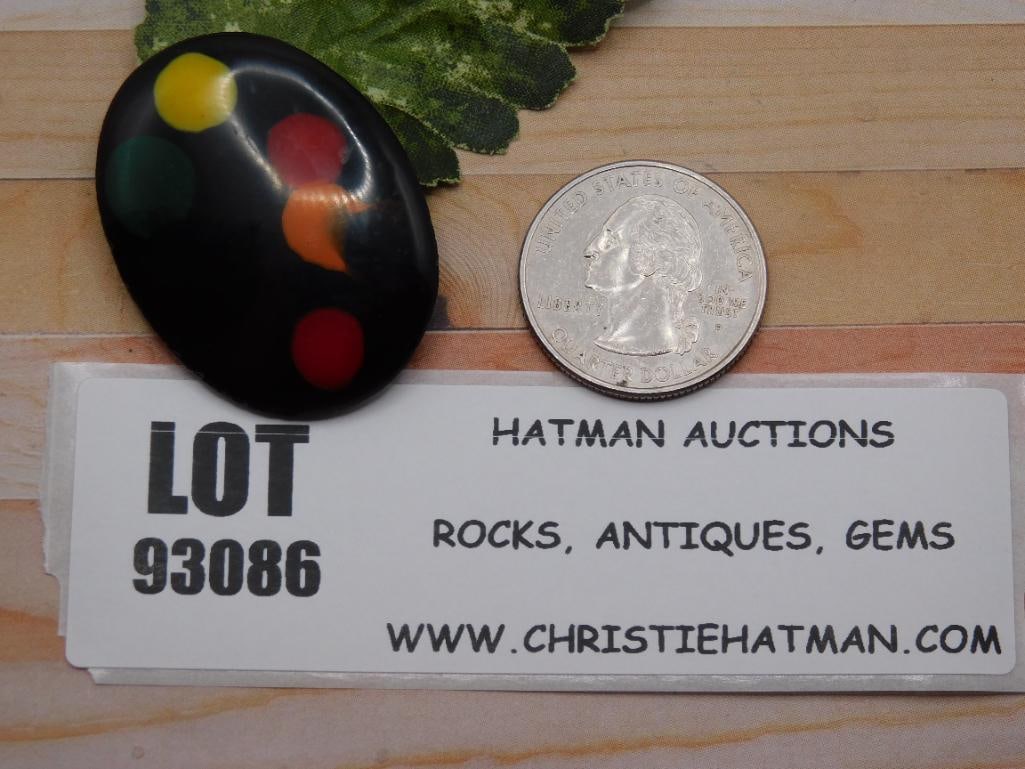 UNITED STATES OF AMERICA
LIBERTY
IN
GOD WE
TRUST
P
QUARTER DOLLAR
LOT
93086
HATMAN AUCTIONS
ROCKS, ANTIQUES, GEMS
WWW.CHRISTIEHATMAN.COM